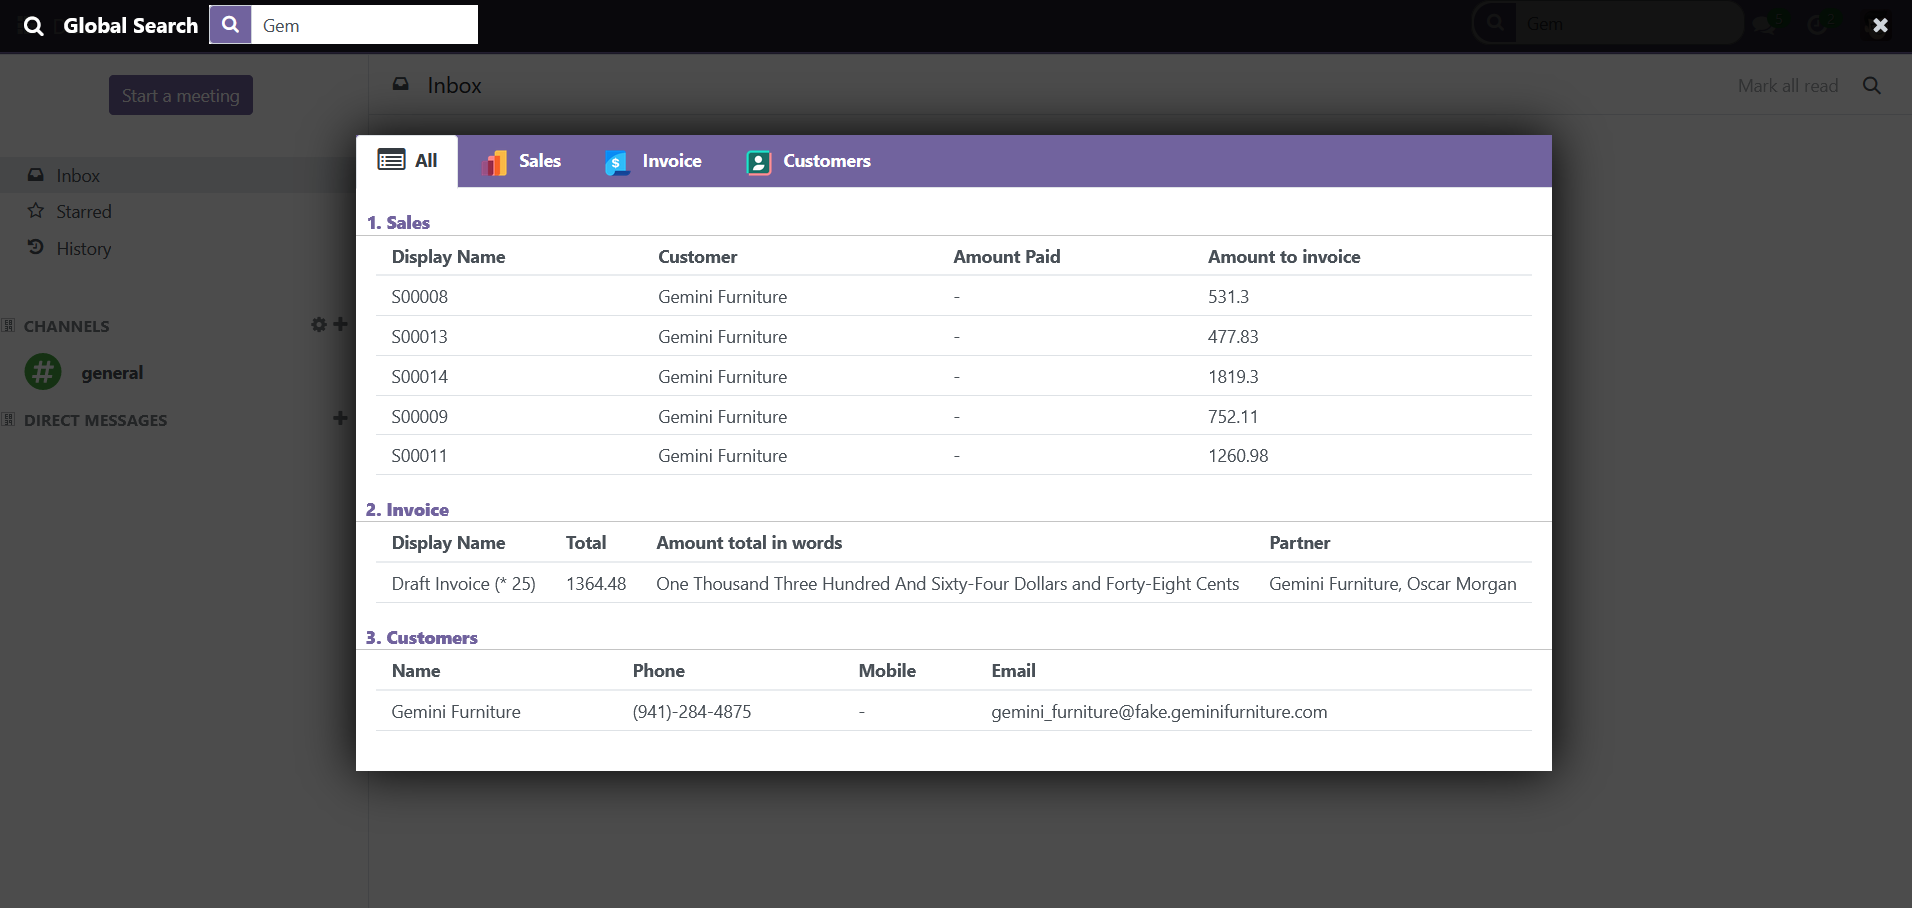 Global Search Gem Gem 5 2
Start a meeting Inbox Mark all read
Inbox
Starred
History
CHANNELS
# general
DIRECT MESSAGES
All Sales Invoice Customers
1. Sales
Display Name Customer Amount Paid Amount to invoice
S00008 Gemini Furniture - 531.3
S00013 Gemini Furniture - 477.83
S00014 Gemini Furniture - 1819.3
S00009 Gemini Furniture - 752.11
S00011 Gemini Furniture - 1260.98
2. Invoice
Display Name Total Amount total in words Partner
Draft Invoice (* 25) 1364.48 One Thousand Three Hundred And Sixty-Four Dollars and Forty-Eight Cents Gemini Furniture, Oscar Morgan
3. Customers
Name Phone Mobile Email
Gemini Furniture (941)-284-4875 - gemini_furniture@fake.geminifurniture.com